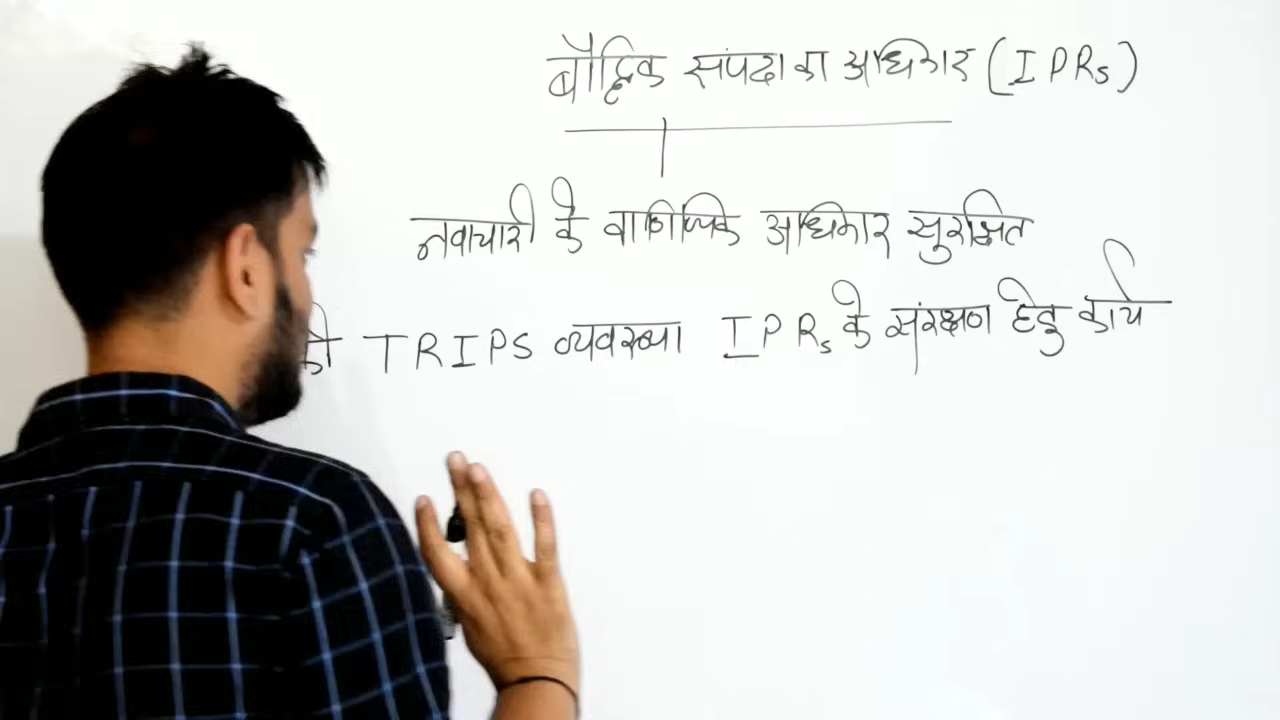 बौद्धिक संपदा का अधिकार (IPRs)
नवाचारी के वाणिज्यिक अधिकार सुरक्षित
की TRIPS व्यवस्था IPRs के संरक्षण हेतु कार्य